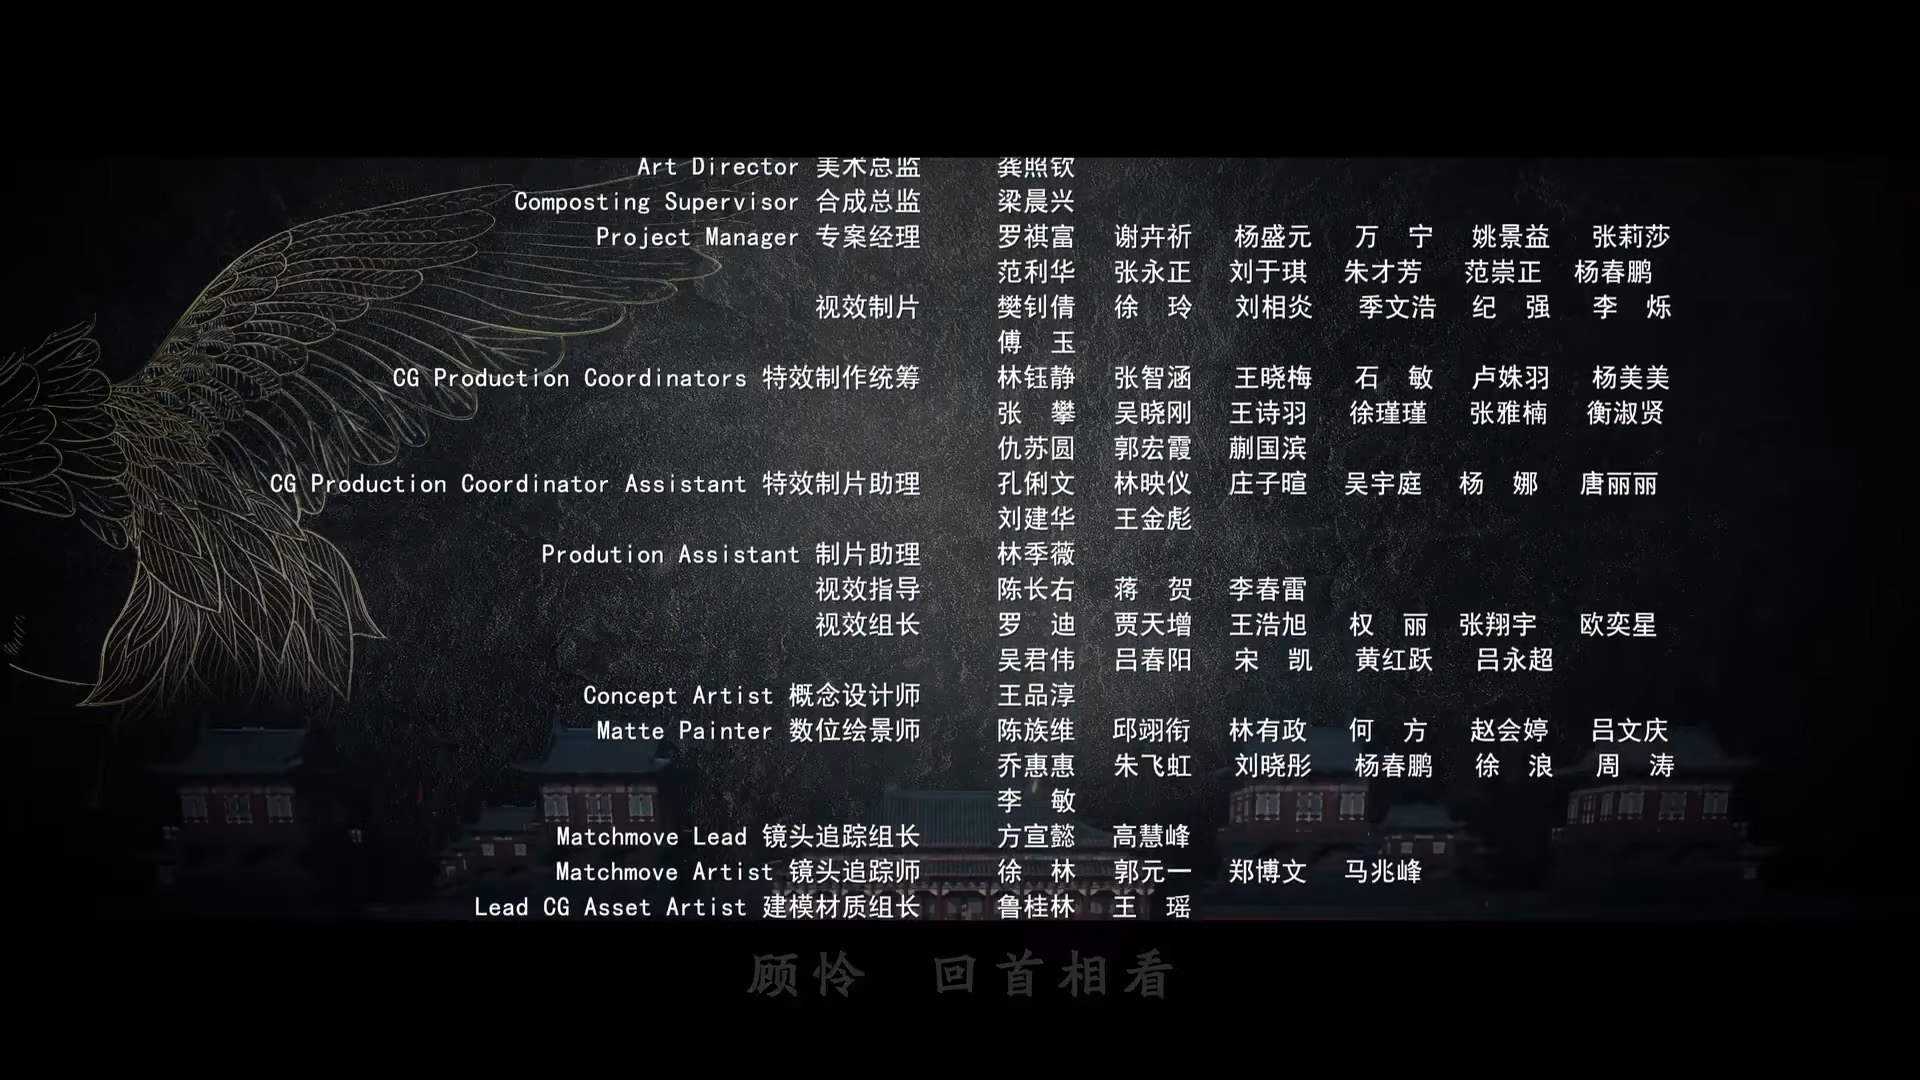 Art Director 美术总监 龚照钦
Composting Supervisor 合成总监 梁晨兴
Project Manager 专案经理 罗祺富 谢卉祈 杨盛元 万 宁 姚景益 张莉莎
范利华 张永正 刘于琪 朱才芳 范崇正 杨春鹏
视效制片 樊钊倩 徐 玲 刘相炎 季文浩 纪 强 李 烁
傅 玉
CG Production Coordinators 特效制作统筹 林钰静 张智涵 王晓梅 石 敏 卢姝羽 杨美美
张 攀 吴晓刚 王诗羽 徐瑾瑾 张雅楠 衡淑贤
仇苏圆 郭宏霞 蒯国滨
CG Production Coordinator Assistant 特效制片助理 孔俐文 林映仪 庄子暄 吴宇庭 杨 娜 唐丽丽
刘建华 王金彪
Prodution Assistant 制片助理 林季薇
视效指导 陈长右 蒋 贺 李春雷
视效组长 罗 迪 贾天增 王浩旭 权 丽 张翔宇 欧奕星
吴君伟 吕春阳 宋 凯 黄红跃 吕永超
Concept Artist 概念设计师 王品淳
Matte Painter 数位绘景师 陈族维 邱翊衔 林有政 何 方 赵会婷 吕文庆
乔惠惠 朱飞虹 刘晓彤 杨春鹏 徐 浪 周 涛
李 敏
Matchmove Lead 镜头追踪组长 方宣懿 高慧峰
Matchmove Artist 镜头追踪师 徐 林 郭元一 郑博文 马兆峰
Lead CG Asset Artist 建模材质组长 鲁桂林 王 瑶
顾怜 回首相看